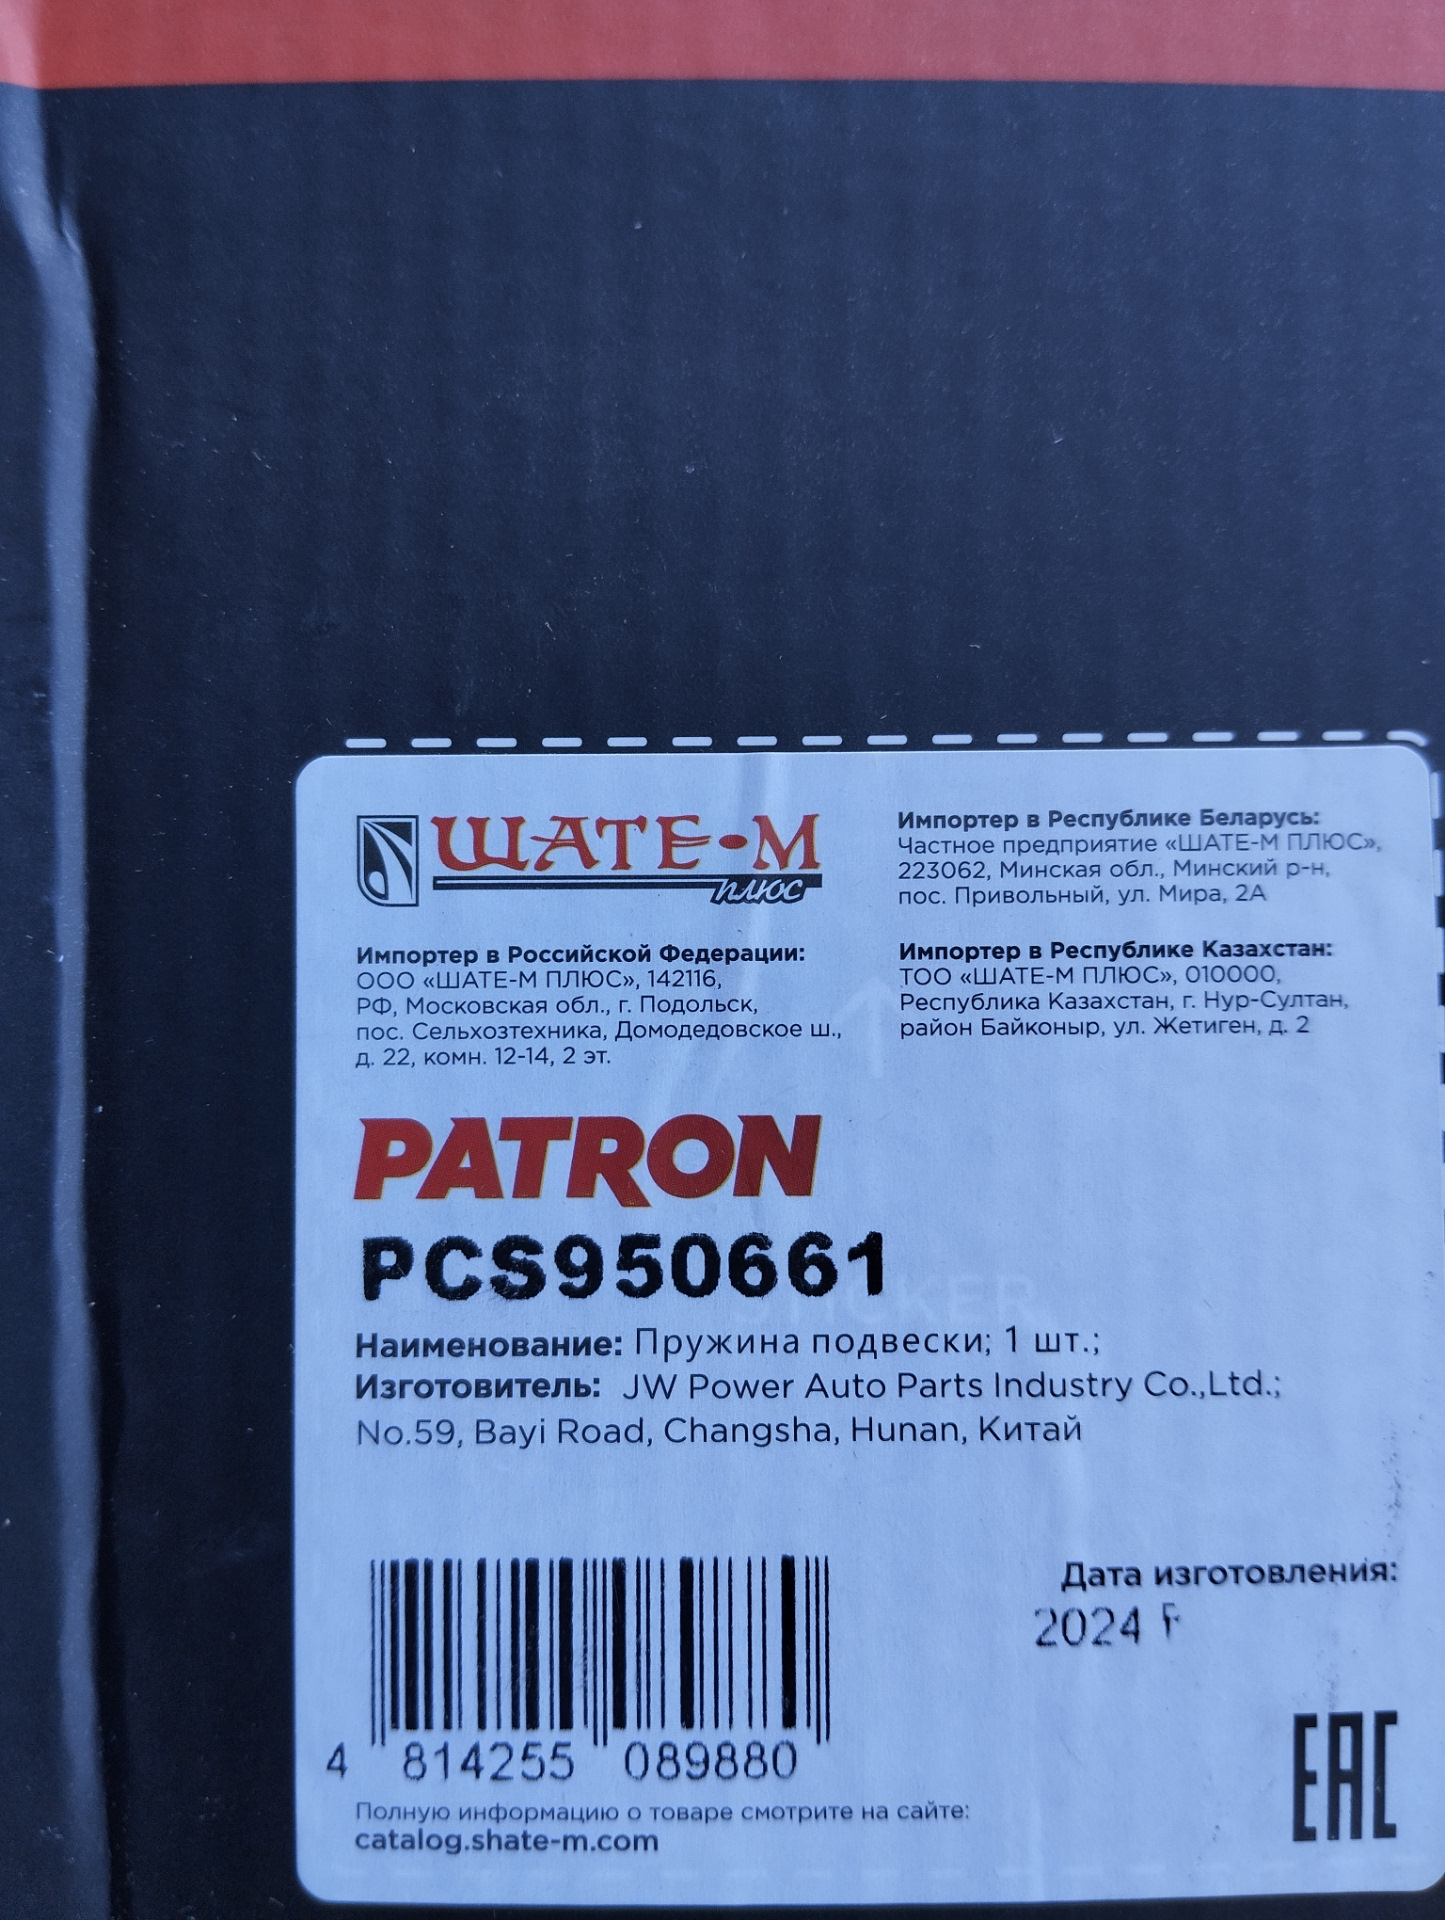 ШАТЕ-М
ПЛЮС
Импортер в Республике Беларусь:
Частное предприятие «ШАТЕ-М ПЛЮС»,
223062, Минская обл., Минский р-н,
пос. Привольный, ул. Мира, 2А
Импортер в Российской Федерации:
ООО «ШАТЕ-М ПЛЮС», 142116,
РФ, Московская обл., г. Подольск,
пос. Сельхозтехника, Домодедовское ш.,
д. 22, комн. 12-14, 2 эт.
Импортер в Республике Казахстан:
ТОО «ШАТЕ-М ПЛЮС», 010000,
Республика Казахстан, г. Нур-Султан,
район Байконыр, ул. Жетиген, д. 2
PATRON
PCS950661
STICKER
Наименование: Пружина подвески; 1 шт.;
Изготовитель: JW Power Auto Parts Industry Co.,Ltd.;
No.59, Bayi Road, Changsha, Hunan, Китай
Дата изготовления:
2024
4 814255 089880
EAC
Полную информацию о товаре смотрите на сайте:
catalog.shate-m.com